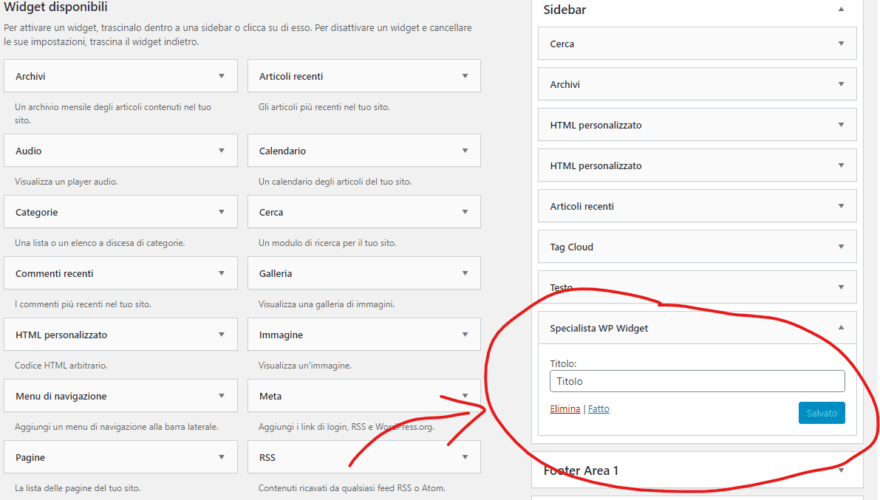 Widget disponibili
Per attivare un widget, trascinalo dentro a una sidebar o clicca su di esso. Per disattivare un widget e cancellare
le sue impostazioni, trascina il widget indietro.
Archivi
Un archivio mensile degli articoli contenuti nel tuo
sito.
Articoli recenti
Gli articoli più recenti nel tuo sito.
Audio
Visualizza un player audio.
Calendario
Un calendario degli articoli del tuo sito.
Categorie
Una lista o un elenco a discesa di categorie.
Cerca
Un modulo di ricerca per il tuo sito.
Commenti recenti
I commenti più recenti nel tuo sito.
Galleria
Visualizza una galleria di immagini.
HTML personalizzato
Codice HTML arbitrario.
Immagine
Visualizza un'immagine.
Menu di navigazione
Aggiungi un menu di navigazione alla barra laterale.
Meta
Aggiungi i link di login, RSS e WordPress.org.
Pagine
La lista delle pagine del tuo sito.
RSS
Contenuti ricavati da qualsiasi feed RSS o Atom.
Sidebar
Cerca
Archivi
HTML personalizzato
HTML personalizzato
Articoli recenti
Tag Cloud
Testo
Specialista WP Widget
Titolo:
Titolo
Elimina | Fatto
Salvato
Footer Area 1